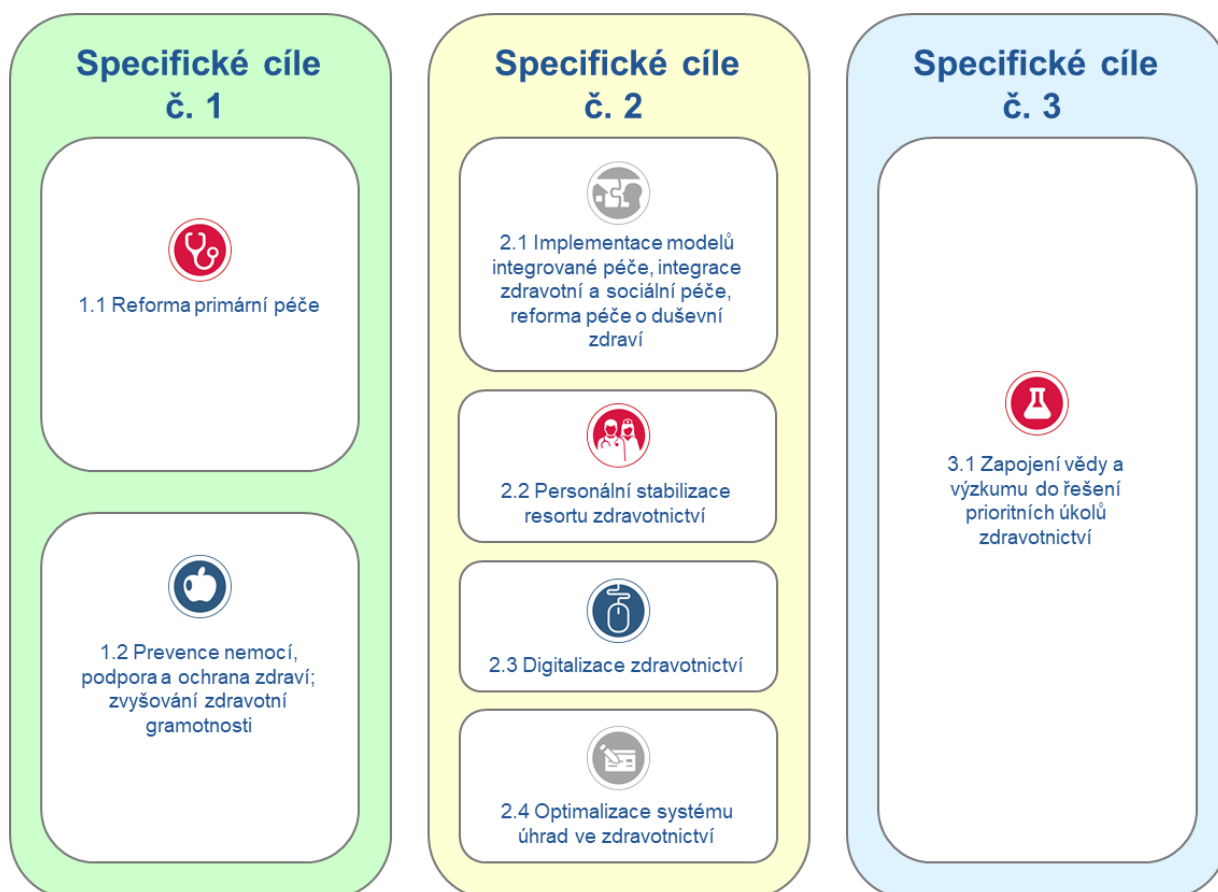 Specifické cíle
č. 1
1.1 Reforma primární péče
1.2 Prevence nemocí,
podpora a ochrana zdraví;
zvyšování zdravotní
gramotnosti
Specifické cíle
č. 2
2.1 Implementace modelů
integrované péče, integrace
zdravotní a sociální péče,
reforma péče o duševní
zdraví
2.2 Personální stabilizace
resortu zdravotnictví
2.3 Digitalizace zdravotnictví
2.4 Optimalizace systému
úhrad ve zdravotnictví
Specifické cíle
č. 3
3.1 Zapojení vědy a
výzkumu do řešení
prioritních úkolů
zdravotnictví